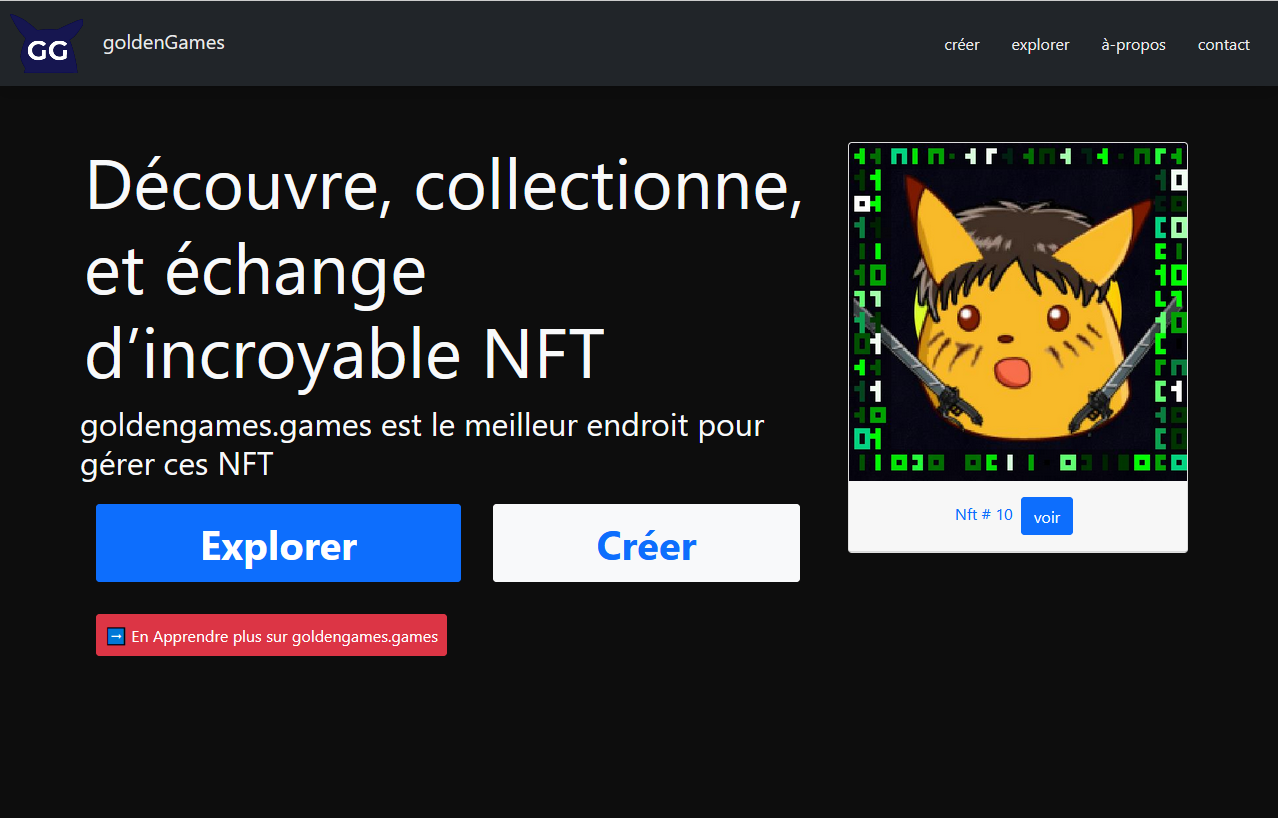 GG
goldenGames
créer
explorer
à-propos
contact
Découvre, collectionne,
et échange
d’incroyable NFT
goldengames.games est le meilleur endroit pour
gérer ces NFT
Explorer
Créer
➡ En Apprendre plus sur goldengames.games
Nft # 10
voir